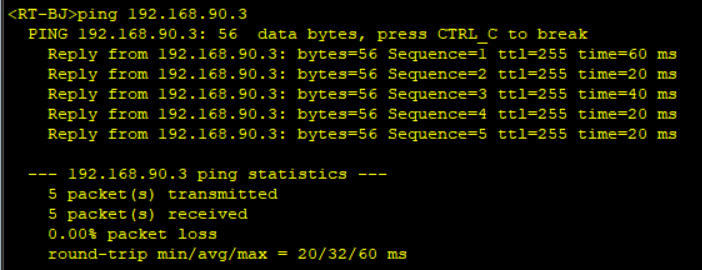 <RT-BJ>ping 192.168.90.3
PING 192.168.90.3: 56  data bytes, press CTRL_C to break
Reply from 192.168.90.3: bytes=56 Sequence=1 ttl=255 time=60 ms
Reply from 192.168.90.3: bytes=56 Sequence=2 ttl=255 time=20 ms
Reply from 192.168.90.3: bytes=56 Sequence=3 ttl=255 time=40 ms
Reply from 192.168.90.3: bytes=56 Sequence=4 ttl=255 time=20 ms
Reply from 192.168.90.3: bytes=56 Sequence=5 ttl=255 time=20 ms
--- 192.168.90.3 ping statistics ---
5 packet(s) transmitted
5 packet(s) received
0.00% packet loss
round-trip min/avg/max = 20/32/60 ms